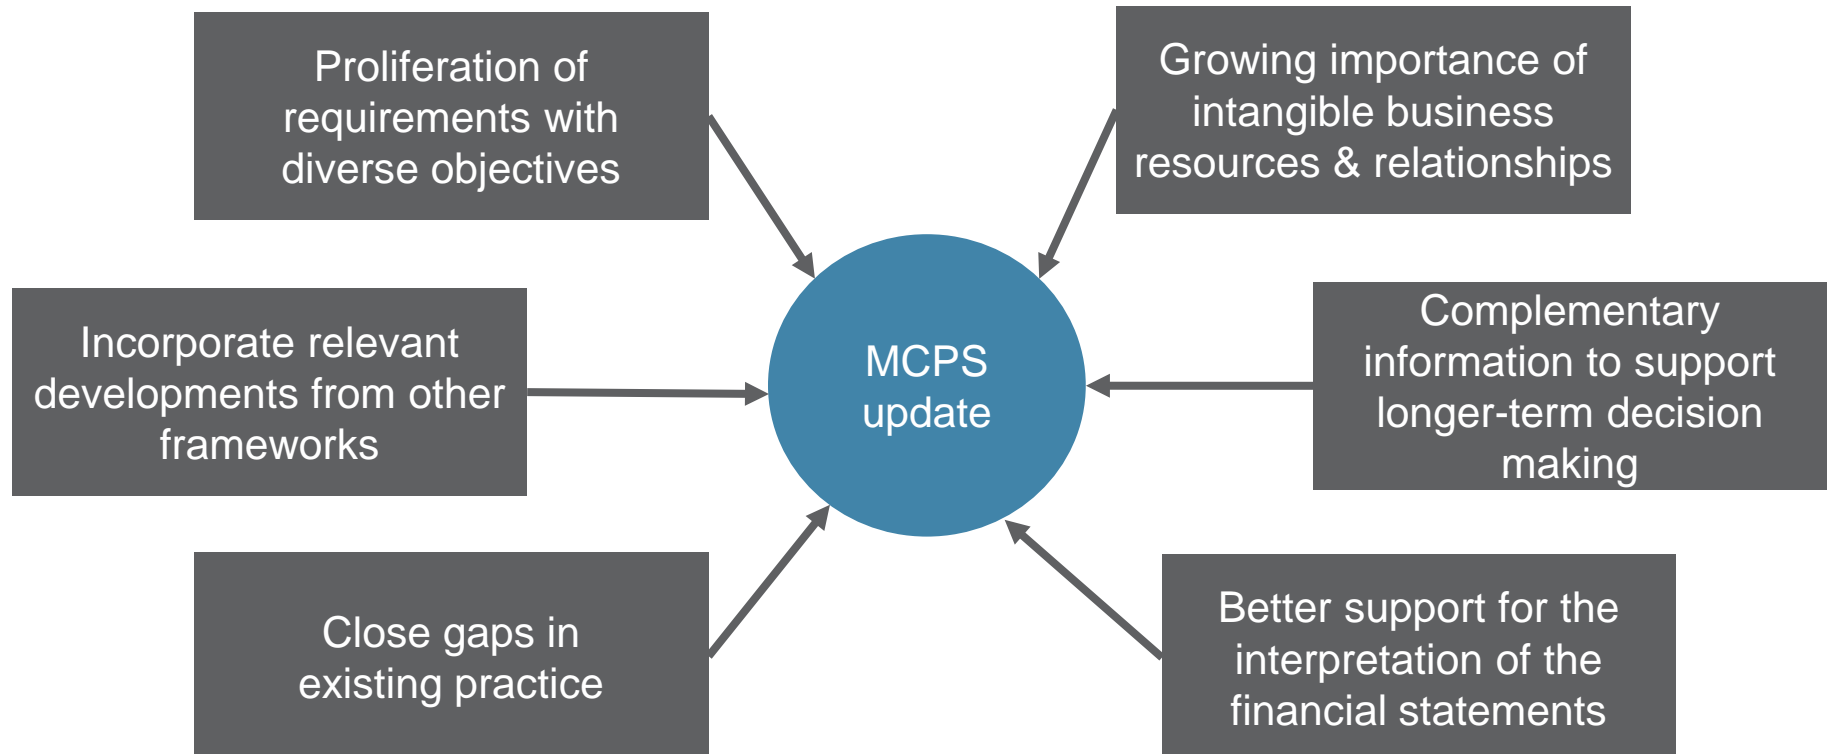 Proliferation of
requirements with
diverse objectives
Growing importance of
intangible business
resources & relationships
Incorporate relevant
developments from other
frameworks
MCPS
update
Complementary
information to support
longer-term decision
making
Close gaps in
existing practice
Better support for the
interpretation of the
financial statements